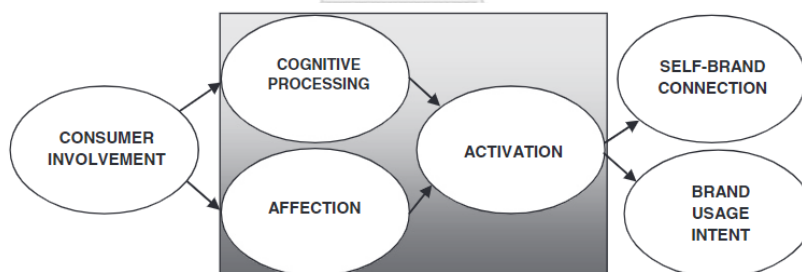 COGNITIVE
PROCESSING
SELF-BRAND
CONNECTION
CONSUMER
INVOLVEMENT
ACTIVATION
AFFECTION
BRAND
USAGE
INTENT